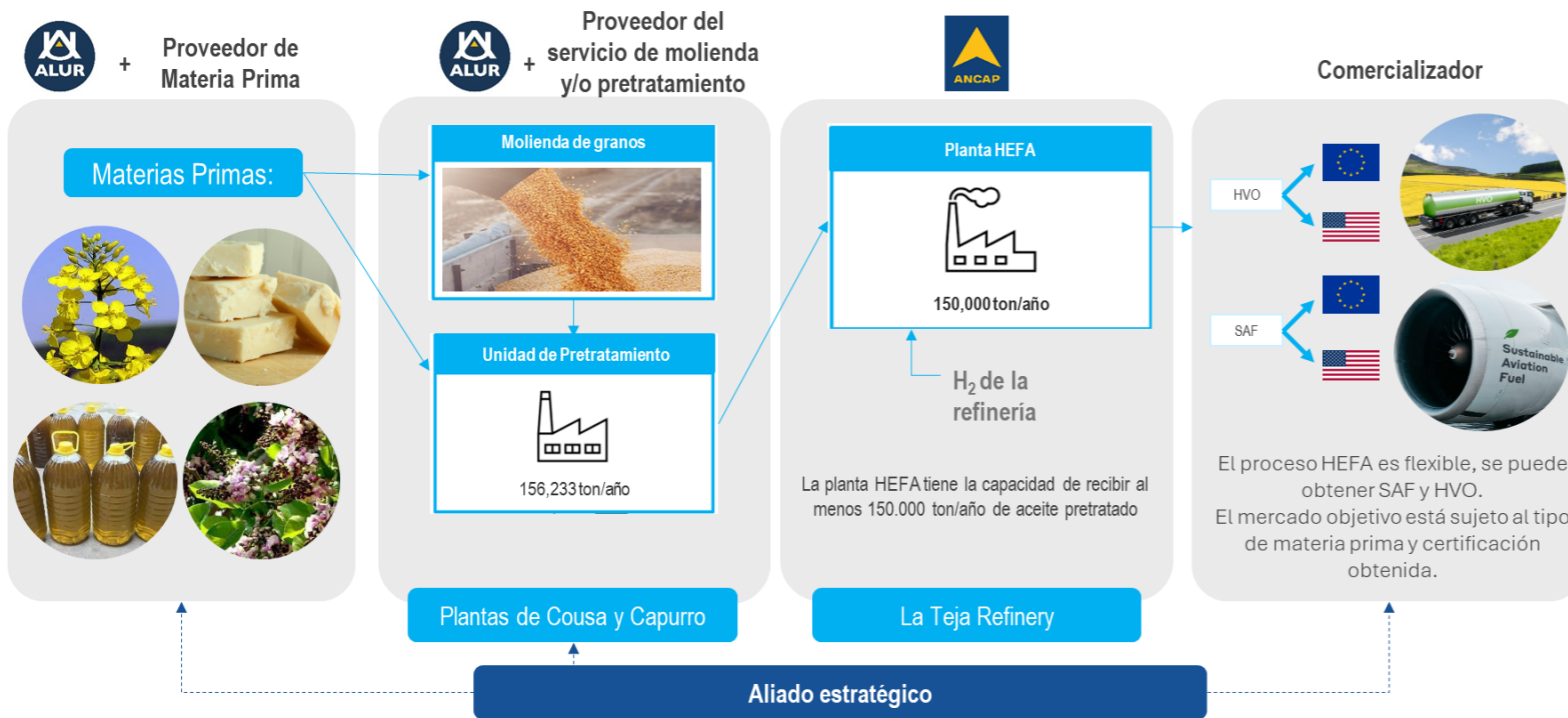 ALUR
+
Proveedor de
Materia Prima
Materias Primas:
ALUR
+
Proveedor del
servicio de molienda
y/o pretratamiento
Molienda de granos
Unidad de Pretratamiento
156,233 ton/año
Plantas de Cousa y Capurro
ANCAP
Planta HEFA
150,000 ton/año
H₂ de la
refinería
La planta HEFA tiene la capacidad de recibir al
menos 150.000 ton/año de aceite pretratado
La Teja Refinery
Comercializador
HVO
HVO
SAF
Sustainable
Aviation
Fuel
El proceso HEFA es flexible, se puede
obtener SAF y HVO.
El mercado objetivo está sujeto al tipo
de materia prima y certificación
obtenida.
Aliado estratégico